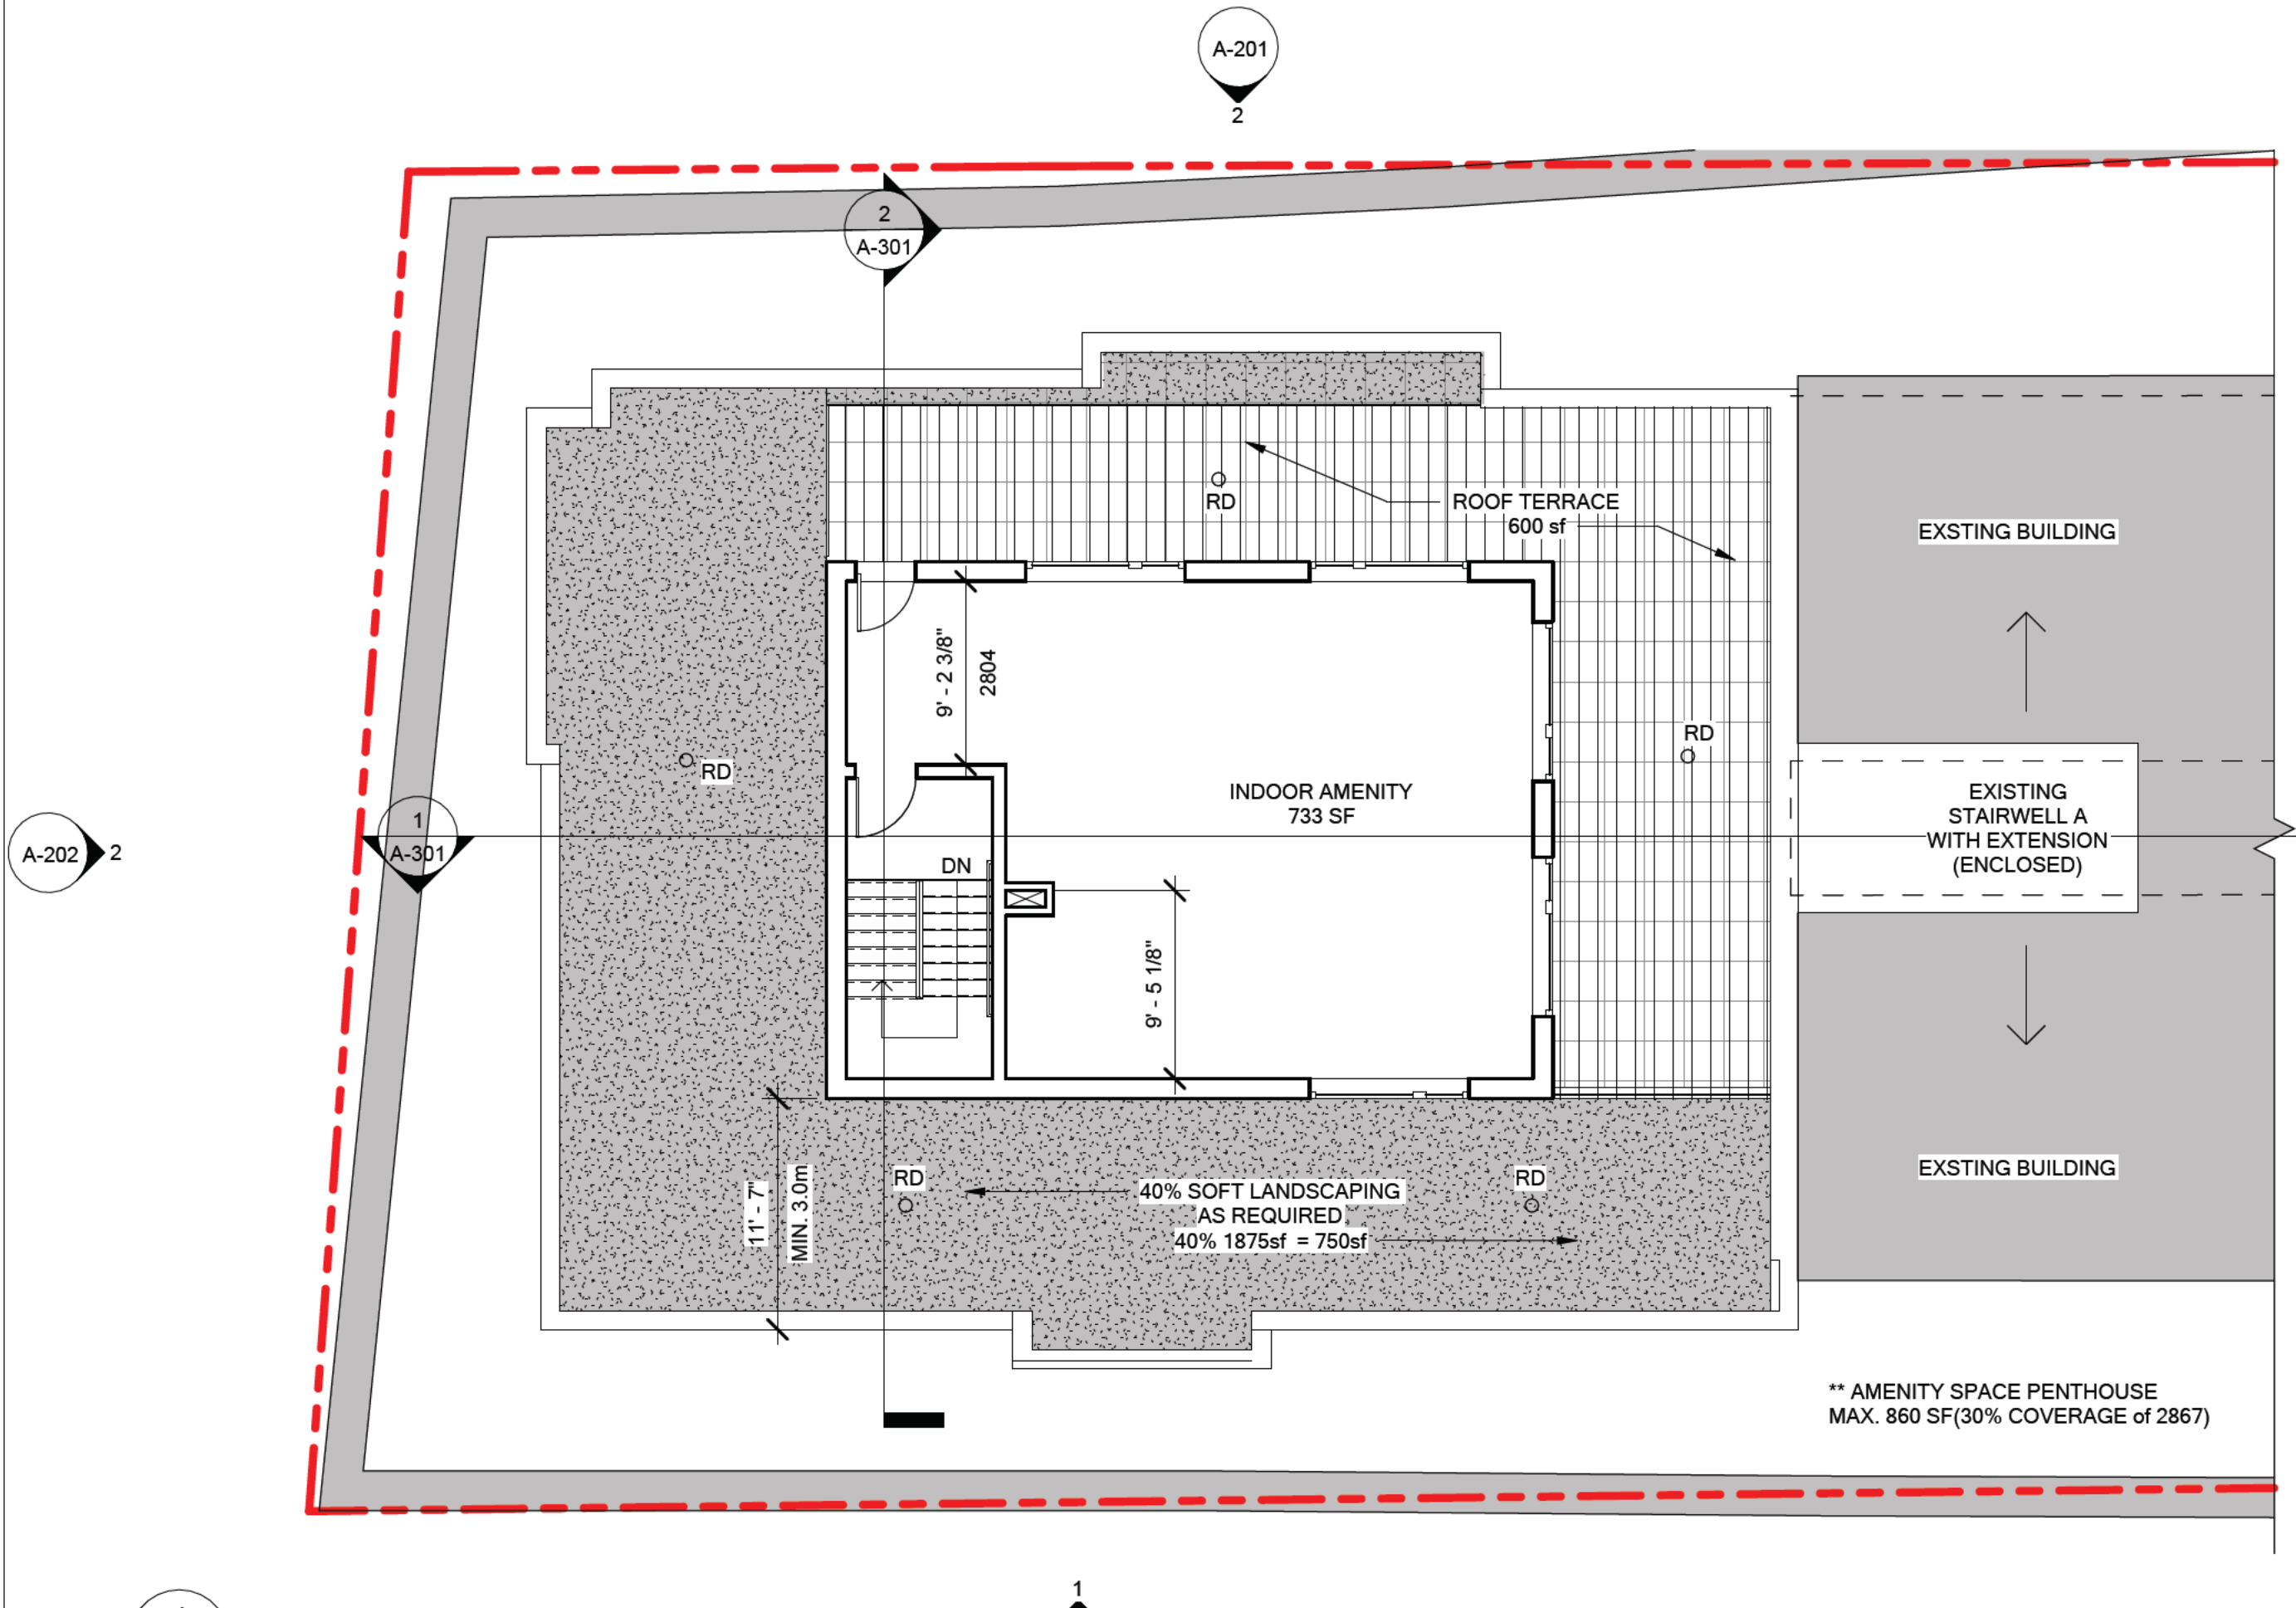 A-201
2
2
A-301
RD
ROOF TERRACE
600 sf
EXSTING BUILDING
9' - 2 3/8"
2804
RD
RD
INDOOR AMENITY
733 SF
EXISTING
STAIRWELL A
WITH EXTENSION
(ENCLOSED)
A-202
2
1
A-301
DN
9' - 5 1/8"
RD
RD
11' - 7"
MIN. 3.0m
40% SOFT LANDSCAPING
AS REQUIRED
40% 1875sf = 750sf
EXSTING BUILDING
** AMENITY SPACE PENTHOUSE
MAX. 860 SF(30% COVERAGE of 2867)
1